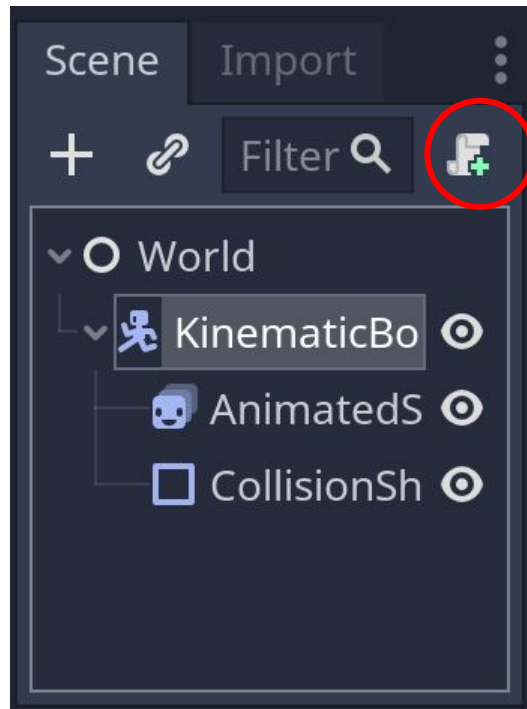 Scene Import
Filter
World
KinematicBo
AnimatedS
CollisionSh